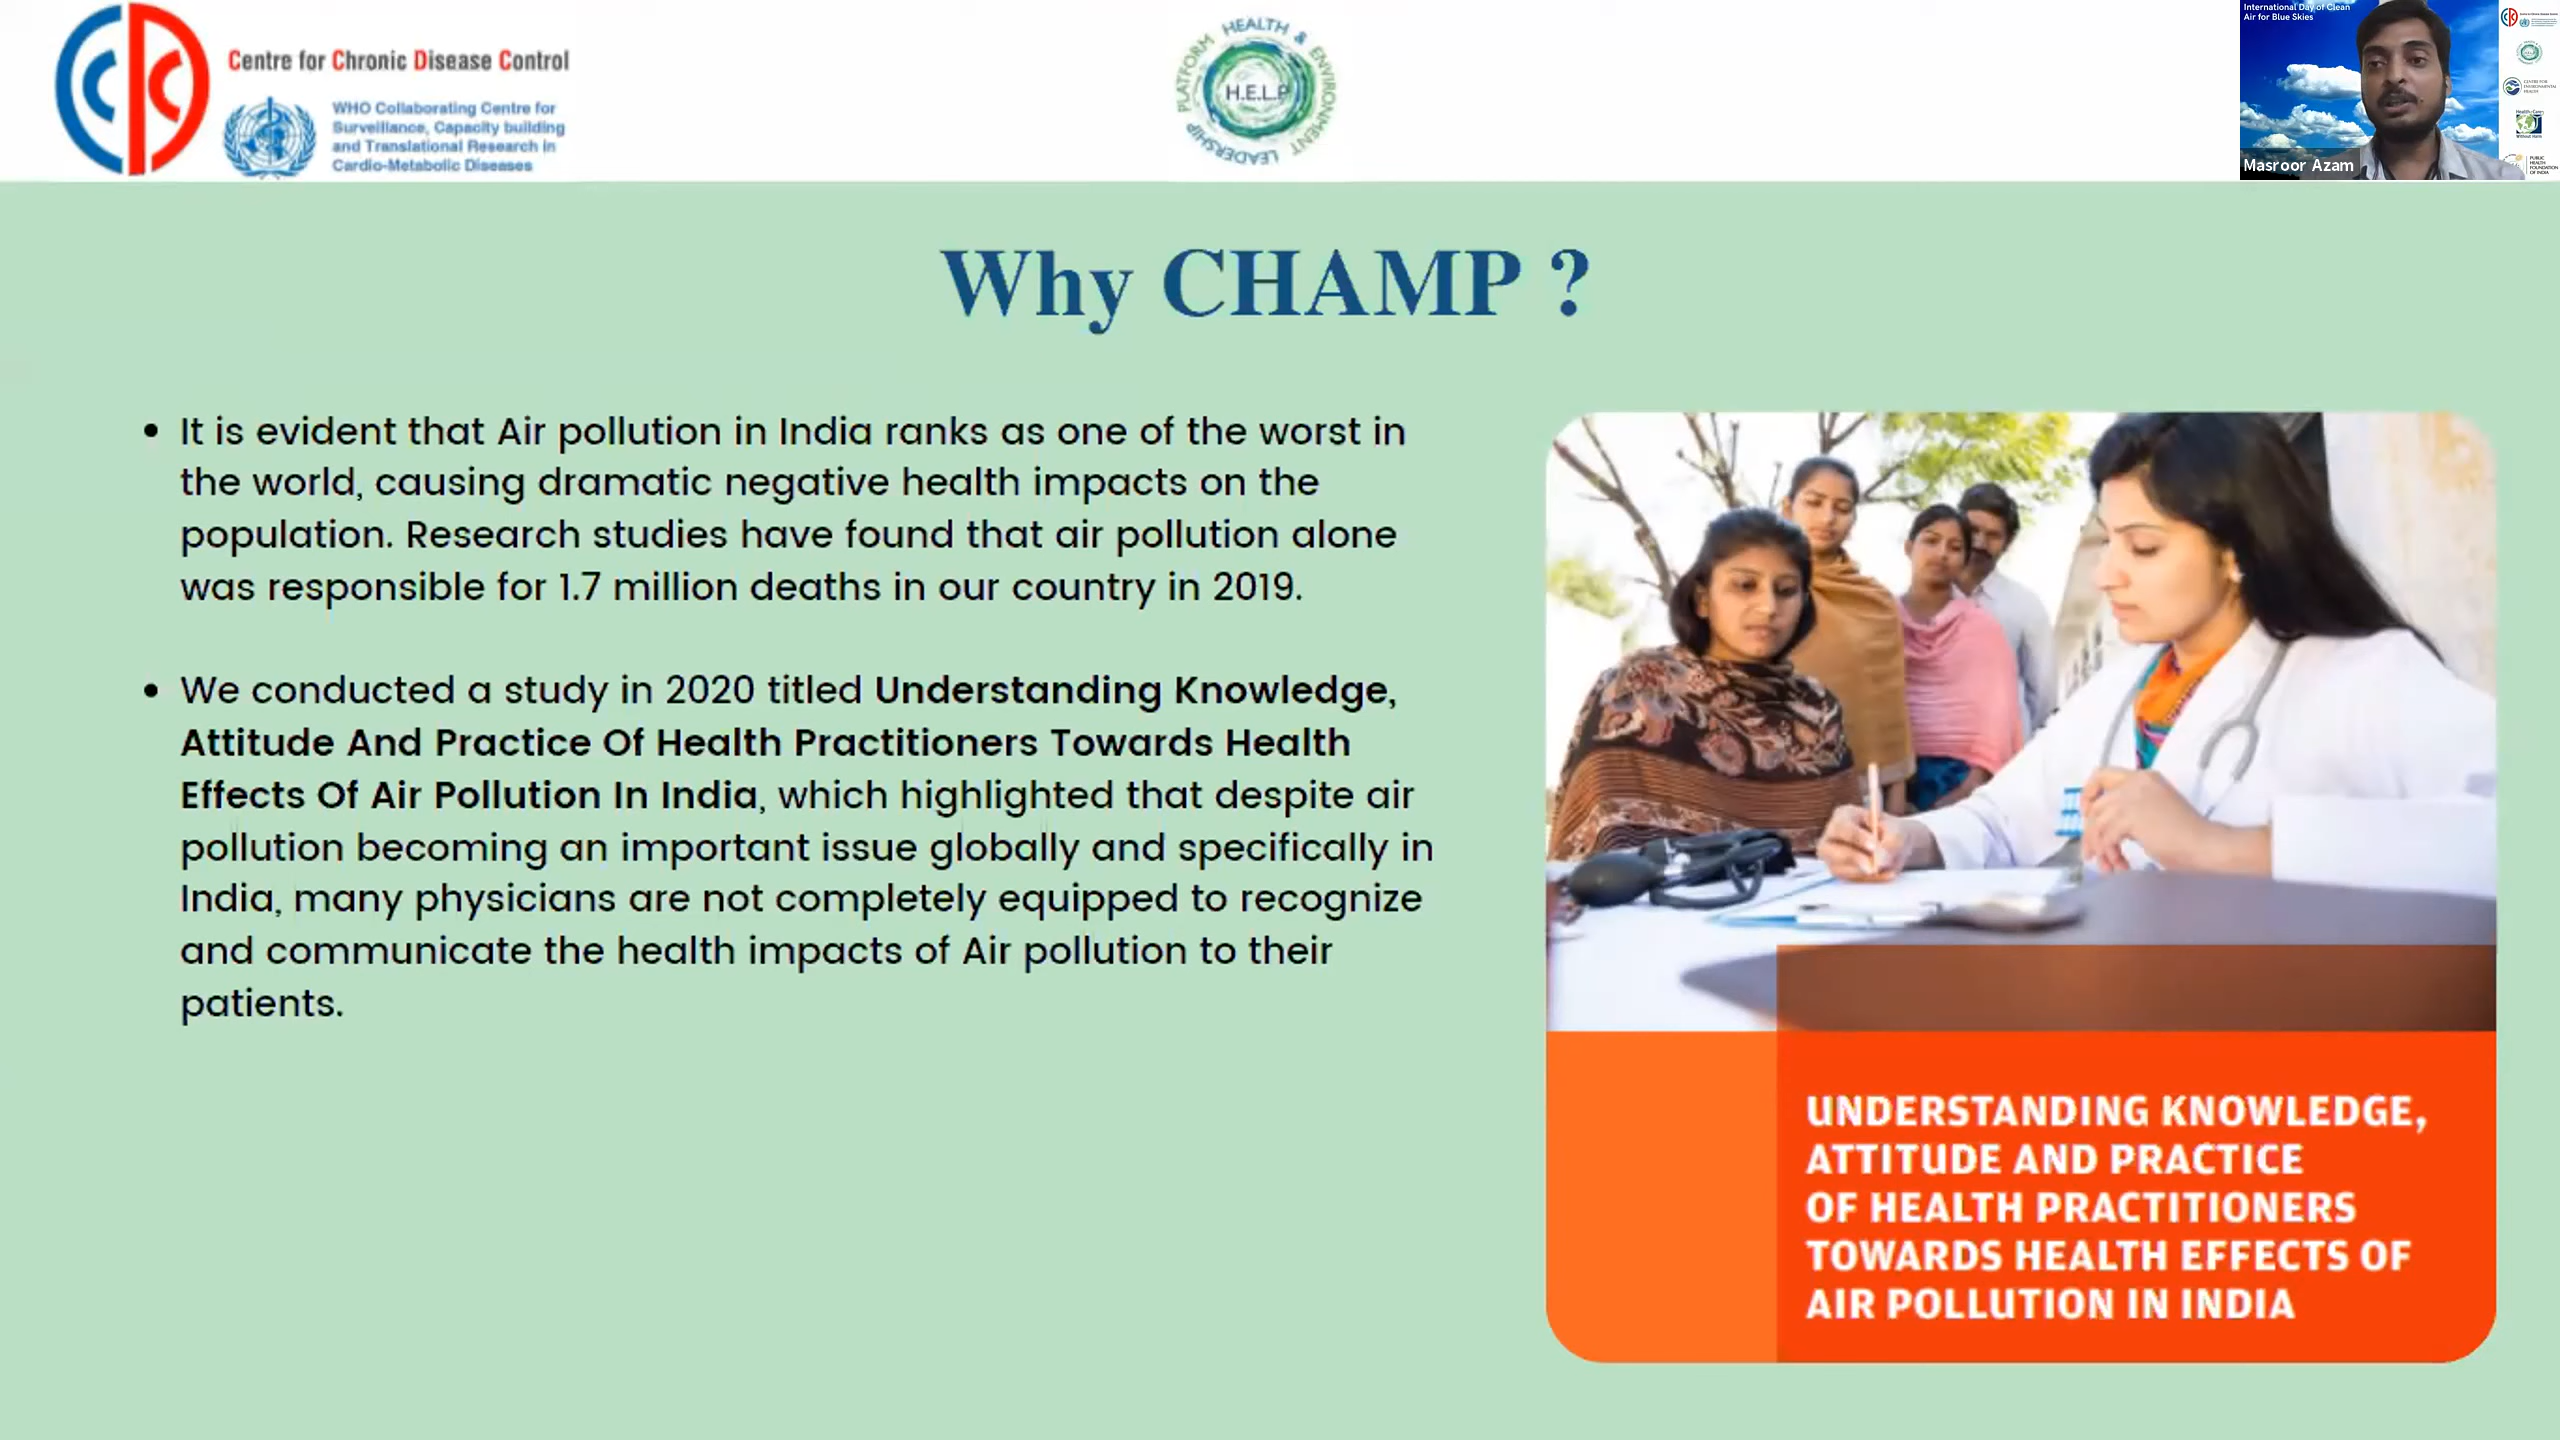 Centre for Chronic Disease Control
WHO Collaborating Centre for
Surveillance, Capacity building
and Translational Research in
Cardio-Metabolic Diseases
HEALTH & ENVIRONMENT LEADERSHIP PLATFORM
H.E.L.P
International Day of Clean
Air for Blue Skies
Masroor Azam
PUBLIC
HEALTH
FOUNDATION
OF INDIA
Why CHAMP ?
• It is evident that Air pollution in India ranks as one of the worst in
the world, causing dramatic negative health impacts on the
population. Research studies have found that air pollution alone
was responsible for 1.7 million deaths in our country in 2019.
• We conducted a study in 2020 titled Understanding Knowledge,
Attitude And Practice Of Health Practitioners Towards Health
Effects Of Air Pollution In India, which highlighted that despite air
pollution becoming an important issue globally and specifically in
India, many physicians are not completely equipped to recognize
and communicate the health impacts of Air pollution to their
patients.
UNDERSTANDING KNOWLEDGE,
ATTITUDE AND PRACTICE
OF HEALTH PRACTITIONERS
TOWARDS HEALTH EFFECTS OF
AIR POLLUTION IN INDIA